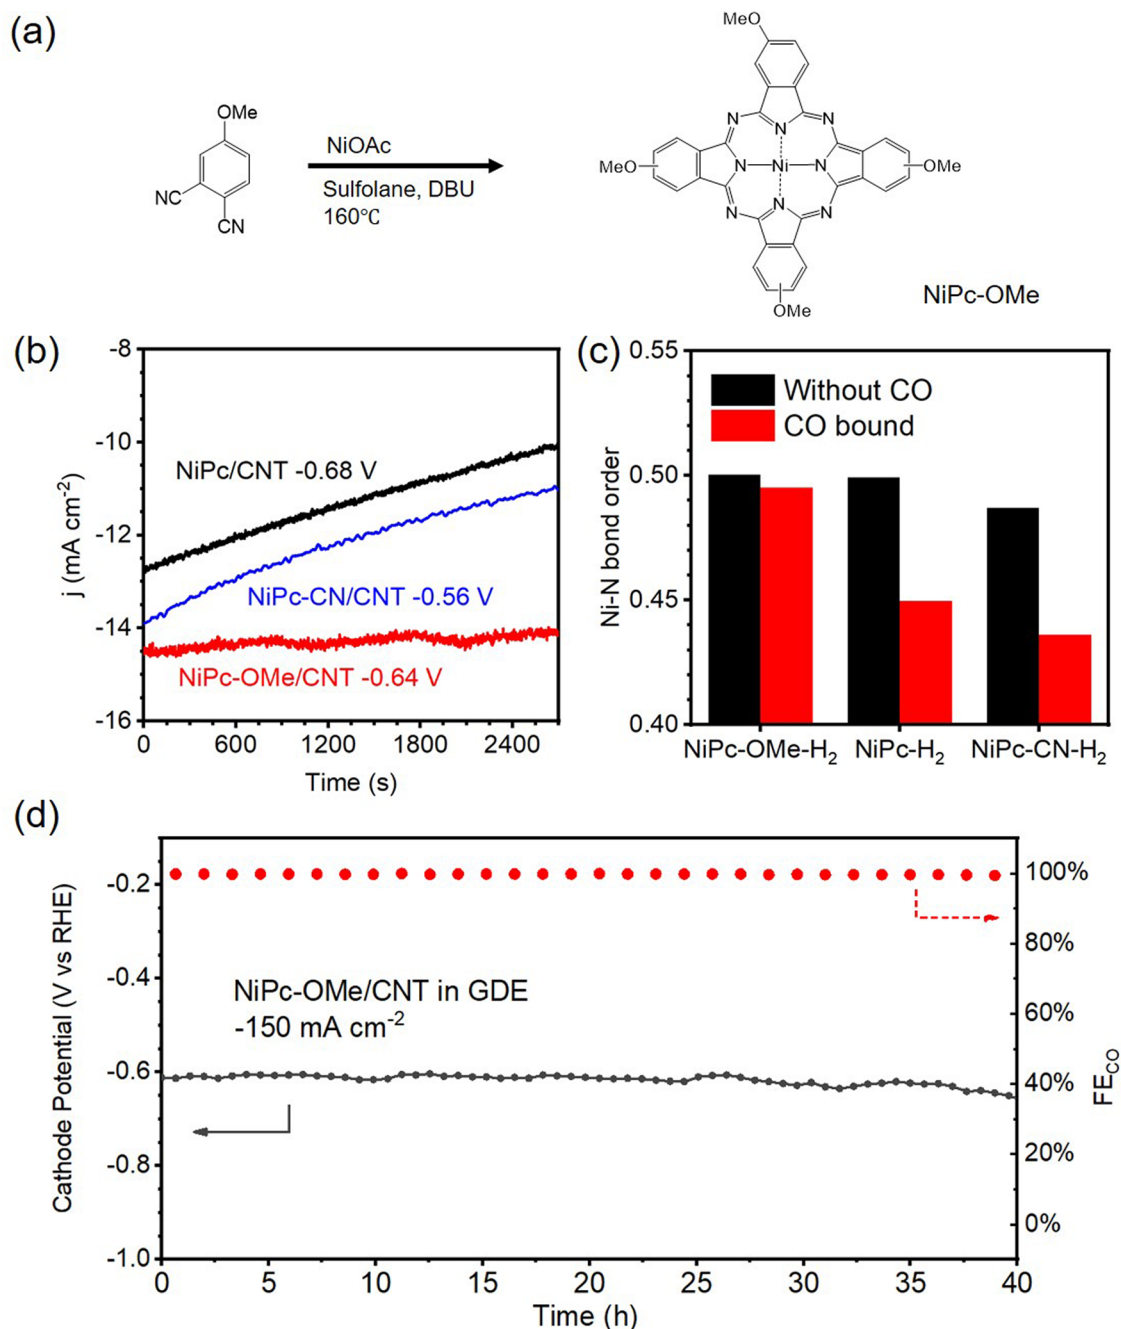 (a)
OMe
NC
CN
NiOAc
Sulfolane, DBU
160℃
MeO
N
N
N
MeO
N
Ni
N
OMe
N
N
N
OMe
NiPc-OMe
(b)
j (mA cm⁻²)
-8
-10
-12
-14
-16
NiPc/CNT -0.68 V
NiPc-CN/CNT -0.56 V
NiPc-OMe/CNT -0.64 V
0 600 1200 1800 2400
Time (s)
(c)
Ni-N bond order
0.55
0.50
0.45
0.40
Without CO
CO bound
NiPc-OMe-H₂ NiPc-H₂ NiPc-CN-H₂
(d)
Cathode Potential (V vs RHE)
-0.2
-0.4
-0.6
-0.8
-1.0
NiPc-OMe/CNT in GDE
-150 mA cm⁻²
100%
80%
60%
40%
20%
0%
FE_CO
0 5 10 15 20 25 30 35 40
Time (h)